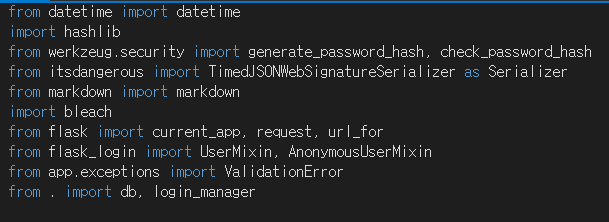 from datetime import datetime
import hashlib
from werkzeug.security import generate_password_hash, check_password_hash
from itsdangerous import TimedJSONWebSignatureSerializer as Serializer
from markdown import markdown
import bleach
from flask import current_app, request, url_for
from flask_login import UserMixin, AnonymousUserMixin
from app.exceptions import ValidationError
from . import db, login_manager